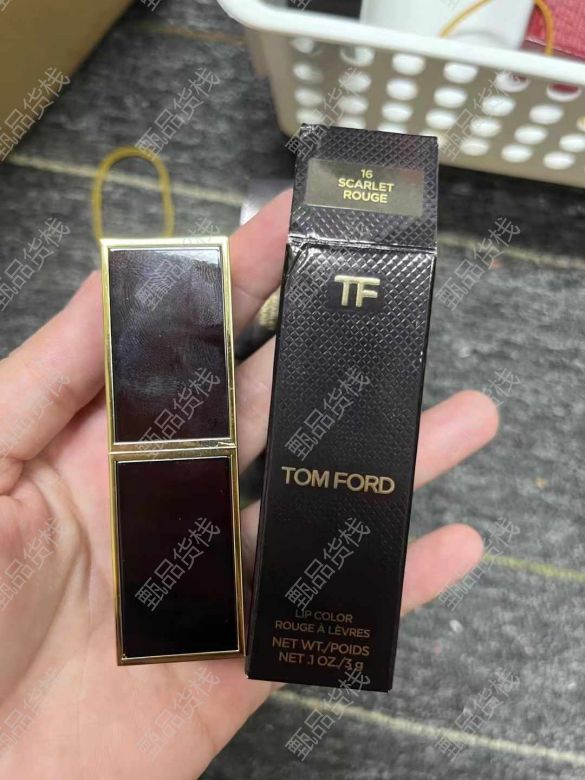 16
SCARLET
ROUGE
TF
TOM FORD
LIP COLOR
ROUGE À LÈVRES
NET WT./POIDS
NET .1 OZ./3 g
甄品货栈